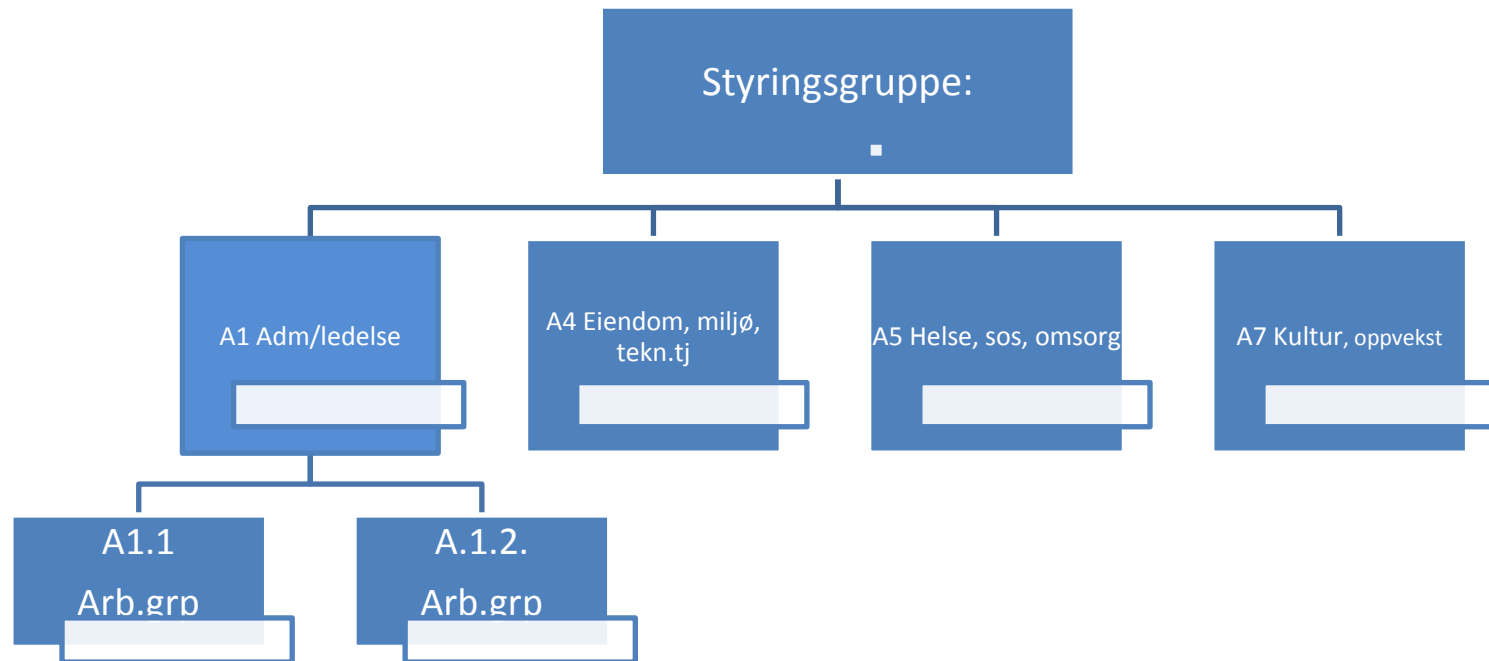 Styringsgruppe:
A1 Adm/ledelse
A4 Eiendom, miljø,
tekn.tj
A5 Helse, sos, omsorg
A7 Kultur, oppvekst
A1.1
Arb.grp
A.1.2.
Arb.grp